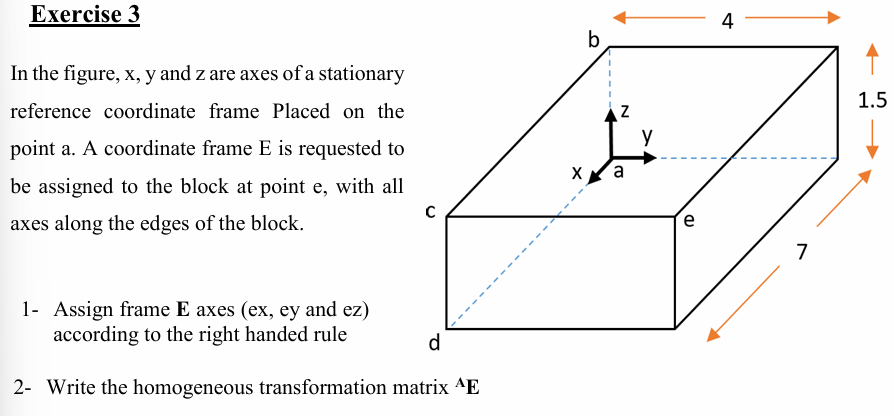 Exercise 3
In the figure, x, y and z are axes of a stationary
reference coordinate frame Placed on the
point a. A coordinate frame E is requested to
be assigned to the block at point e, with all
axes along the edges of the block.
1- Assign frame E axes (ex, ey and ez)
according to the right handed rule
2- Write the homogeneous transformation matrix ᴬE
4
b
1.5
z
y
x
a
c
e
7
d